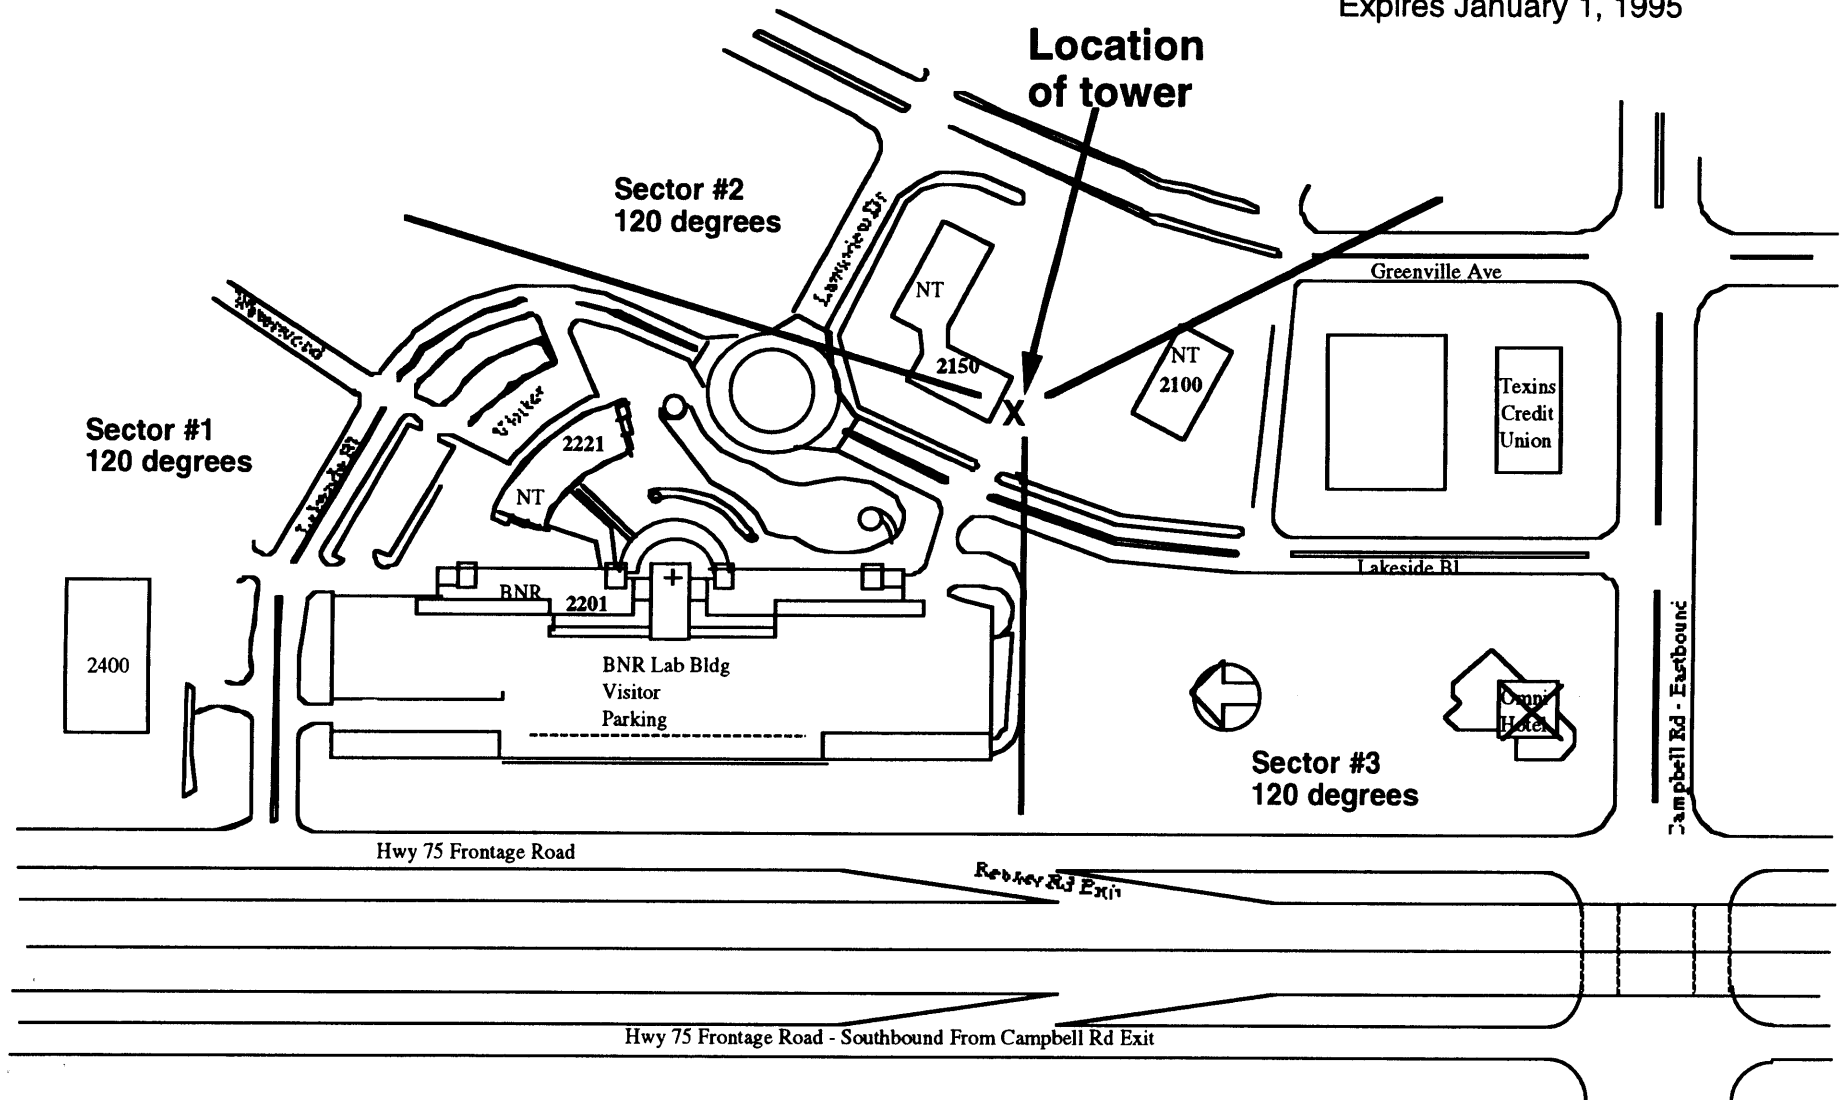 Expires January 1, 1995
Location
of tower
Sector #2
120 degrees
Greenville Ave
NT
2150
NT
2100
X
Texins
Credit
Union
Sector #1
120 degrees
2221
NT
BNR
2201
Lakeside Bl
2400
BNR Lab Bldg
Visitor
Parking
Omni
Hotel
Campbell Rd - Eastbound
Sector #3
120 degrees
Hwy 75 Frontage Road
Hwy 75 Frontage Road - Southbound From Campbell Rd Exit